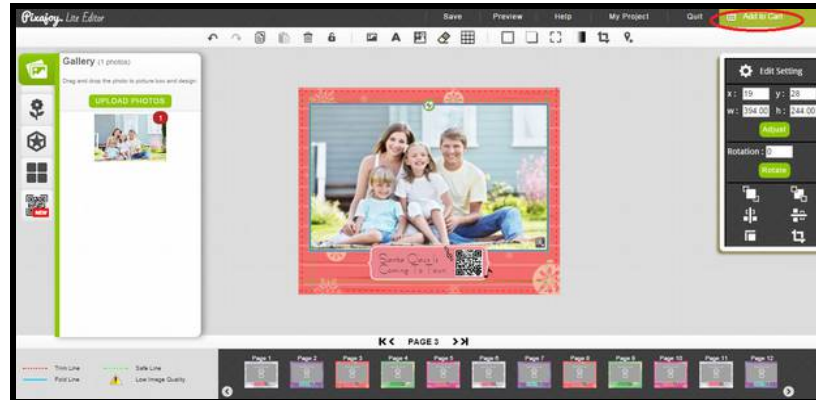 Pixajoy. Lite Editor
Save Preview Help My Project Quit Add to Cart
Gallery (1 photos)
Drag and drop the photo to picture box and design
UPLOAD PHOTOS
1
NEW
Edit Setting
x: 19 y: 28
w: 394.00 h: 244.00
Adjust
Rotation : 0
Rotate
Coming To Town
PAGE 3
Page 1 Page 2 Page 3 Page 4 Page 5 Page 6 Page 7 Page 8 Page 9 Page 10 Page 11 Page 12
Trim Line Safe Line
Fold Line Low Image Quality